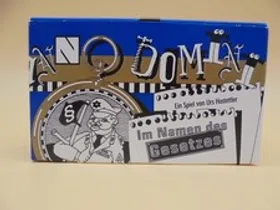 ANNO DOMINI
Ein Spiel von Urs Hostettler
Im Namen des
Gesetzes
§